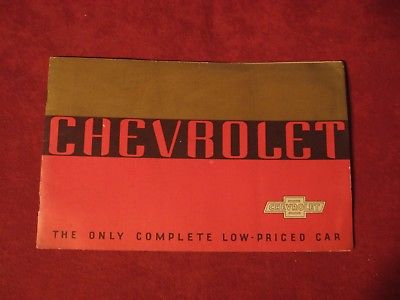 CHEVROLET
CHEVROLET
THE ONLY COMPLETE LOW-PRICED CAR